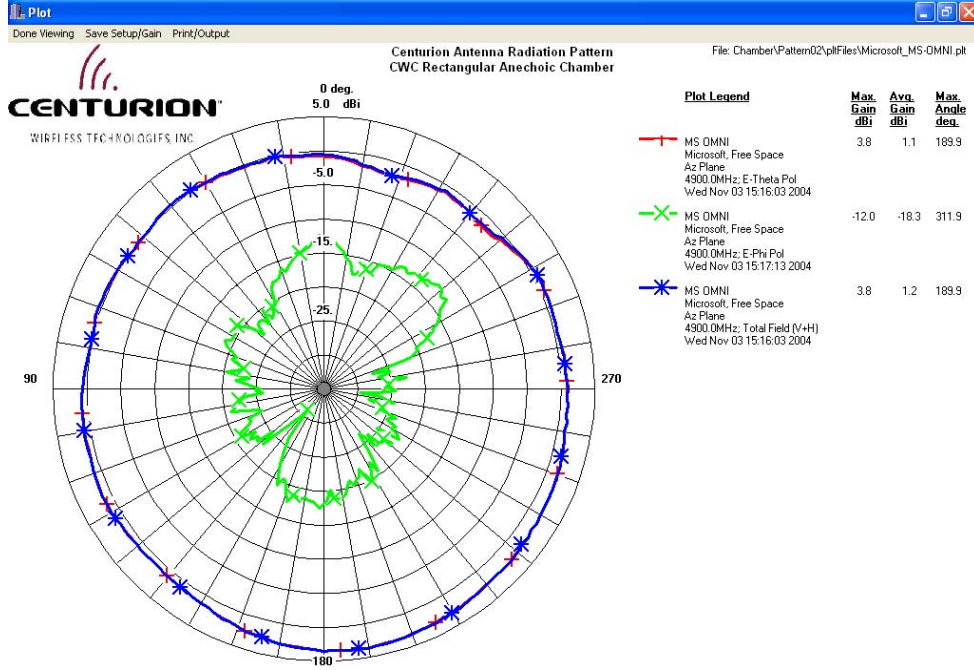 Plot
Done Viewing Save Setup/Gain Print/Output
Centurion Antenna Radiation Pattern
CWC Rectangular Anechoic Chamber
File: Chamber\Pattern02\pltFiles\Microsoft_MS-OMNI.plt
CENTURION
WIRELESS TECHNOLOGIES, INC.
0 deg.
5.0 dBi
-5.0
-15.
-25.
90
270
180
Plot Legend
Max. Gain dBi
Avg. Gain dBi
Max. Angle deg.
MS OMNI 3.8 1.1 189.9
Microsoft, Free Space
Az Plane
4900.0MHz; E-Theta Pol
Wed Nov 03 15:16:03 2004
MS OMNI -12.0 -18.3 311.9
Microsoft, Free Space
Az Plane
4900.0MHz; E-Phi Pol
Wed Nov 03 15:17:13 2004
MS OMNI 3.8 1.2 189.9
Microsoft, Free Space
Az Plane
4900.0MHz; Total Field (V+H)
Wed Nov 03 15:16:03 2004